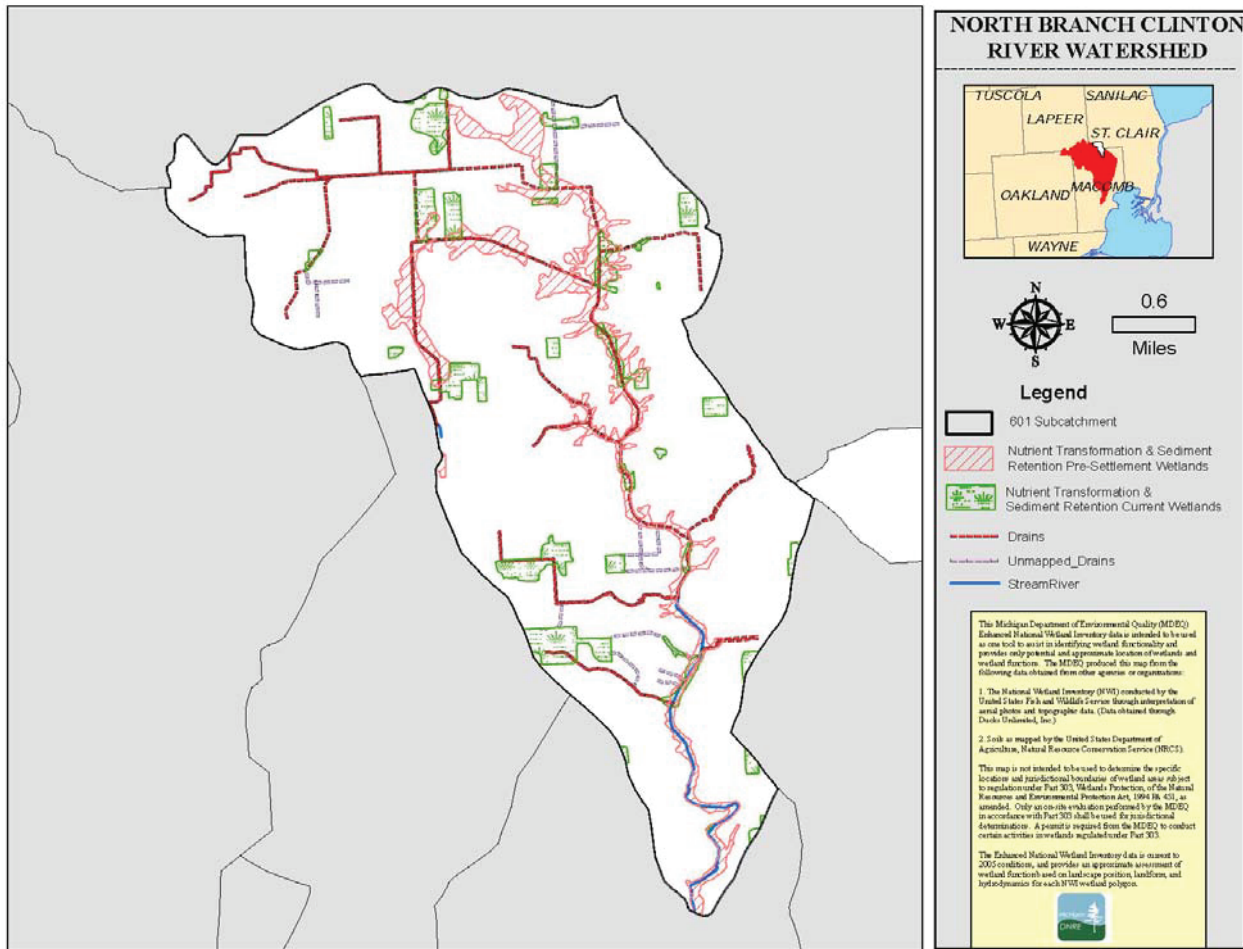 NORTH BRANCH CLINTON
RIVER WATERSHED
TUSCOLA
SANILAC
LAPEER
ST. CLAIR
OAKLAND
MACOMB
WAYNE
N
W
E
S
0.6
Miles
Legend
601 Subcatchment
Nutrient Transformation & Sediment
Retention Pre-Settlement Wetlands
Nutrient Transformation &
Sediment Retention Current Wetlands
Drains
Unmapped_Drains
StreamRiver
This Michigan Department of Environmental Quality (MDEQ)
Enhanced National Wetland Inventory data is intended to be used
as one tool to assist in identifying wetland functionality and
provides only potential and approximate location of wetlands and
wetland functions. The MDEQ produced this map from the
following data obtained from other agencies or organizations:
1. The National Wetland Inventory (NWI) conducted by the
United States Fish and Wildlife Service through interpretation of
aerial photos and topographic data. (Data obtained through
Ducks Unlimited, Inc.)
2. Soils as mapped by the United States Department of
Agriculture, Natural Resource Conservation Service (NRCS).
This map is not intended to be used to determine the specific
locations and jurisdictional boundaries of wetland areas subject
to regulation under Part 303, Wetlands Protection, of the Natural
Resources and Environmental Protection Act, 1994 PA 451, as
amended. Only an on-site evaluation performed by the MDEQ
in accordance with Part 303 shall be used for jurisdictional
determinations. A permit is required from the MDEQ to conduct
certain activities in wetlands regulated under Part 303.
The Enhanced National Wetland Inventory data is current to
2005 conditions, and provides an approximate assessment of
wetland functions based on landscape position, landform, and
hydrodynamics for each NWI wetland polygon.
DNRE